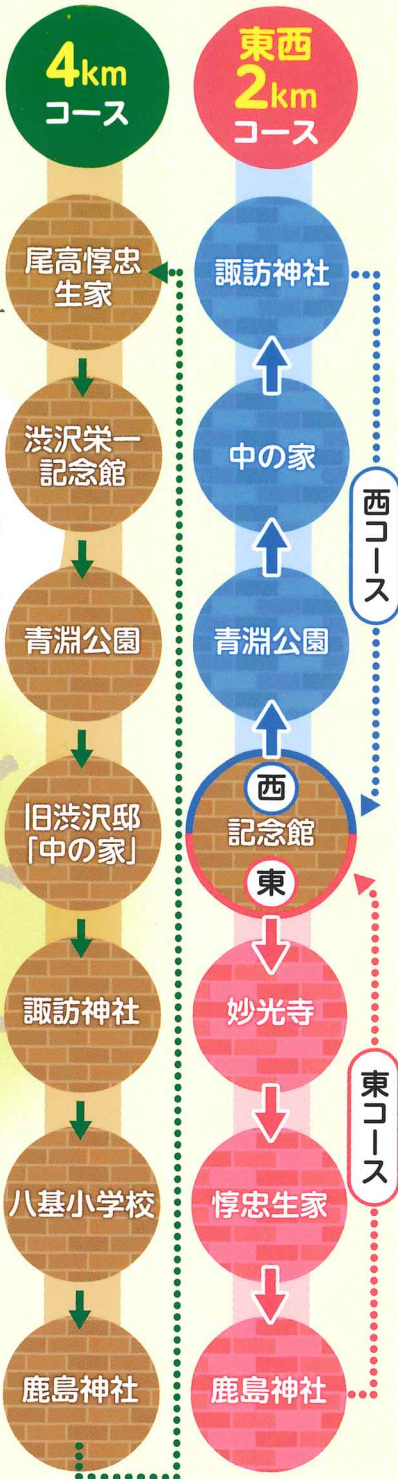 4km
コース
尾高惇忠
生家
渋沢栄一
記念館
青淵公園
旧渋沢邸
「中の家」
諏訪神社
八基小学校
鹿島神社
東西
2km
コース
諏訪神社
中の家
青淵公園
西
記念館
東
妙光寺
惇忠生家
鹿島神社
西コース
東コース